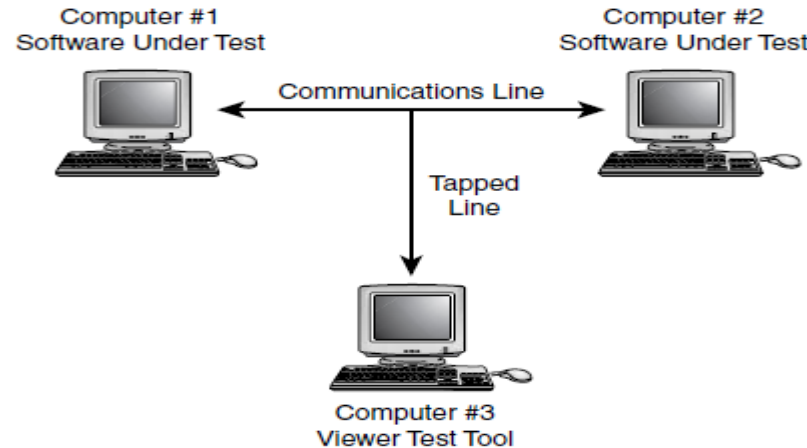 Computer #1
Software Under Test
Computer #2
Software Under Test
Communications Line
Tapped
Line
Computer #3
Viewer Test Tool